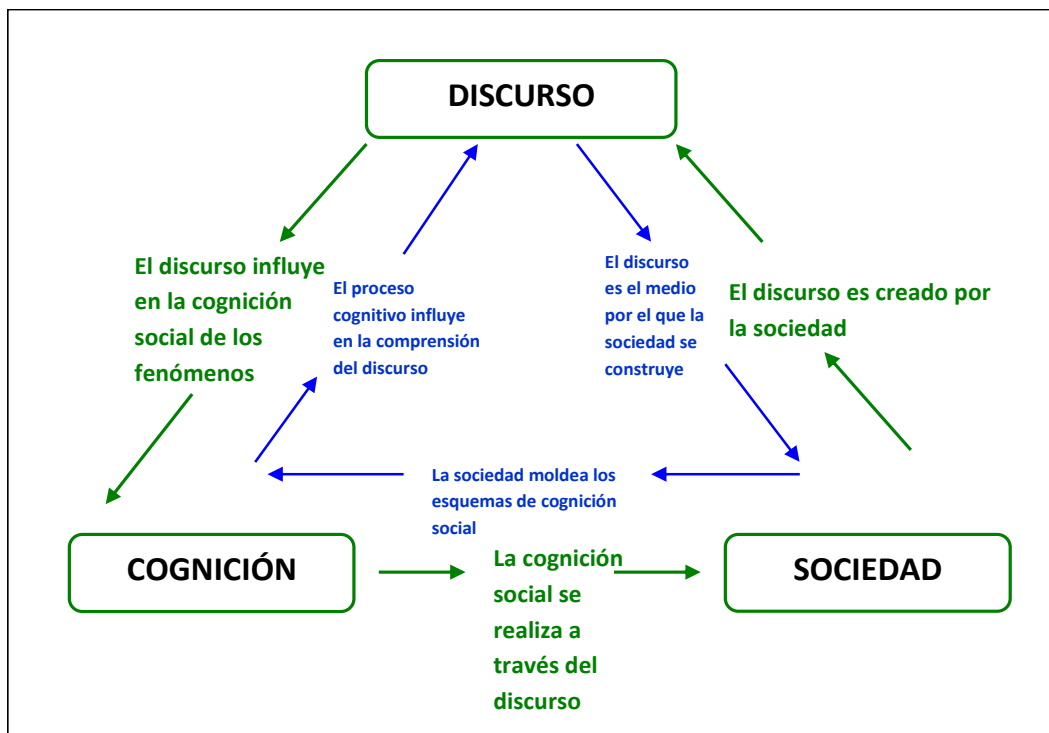 DISCURSO
El discurso influye
en la cognición
social de los
fenómenos
El proceso
cognitivo influye
en la comprensión
del discurso
El discurso
es el medio
por el que la
sociedad se
construye
El discurso es creado por
la sociedad
La sociedad moldea los
esquemas de cognición
social
COGNICIÓN
La cognición
social se
realiza a
través del
discurso
SOCIEDAD